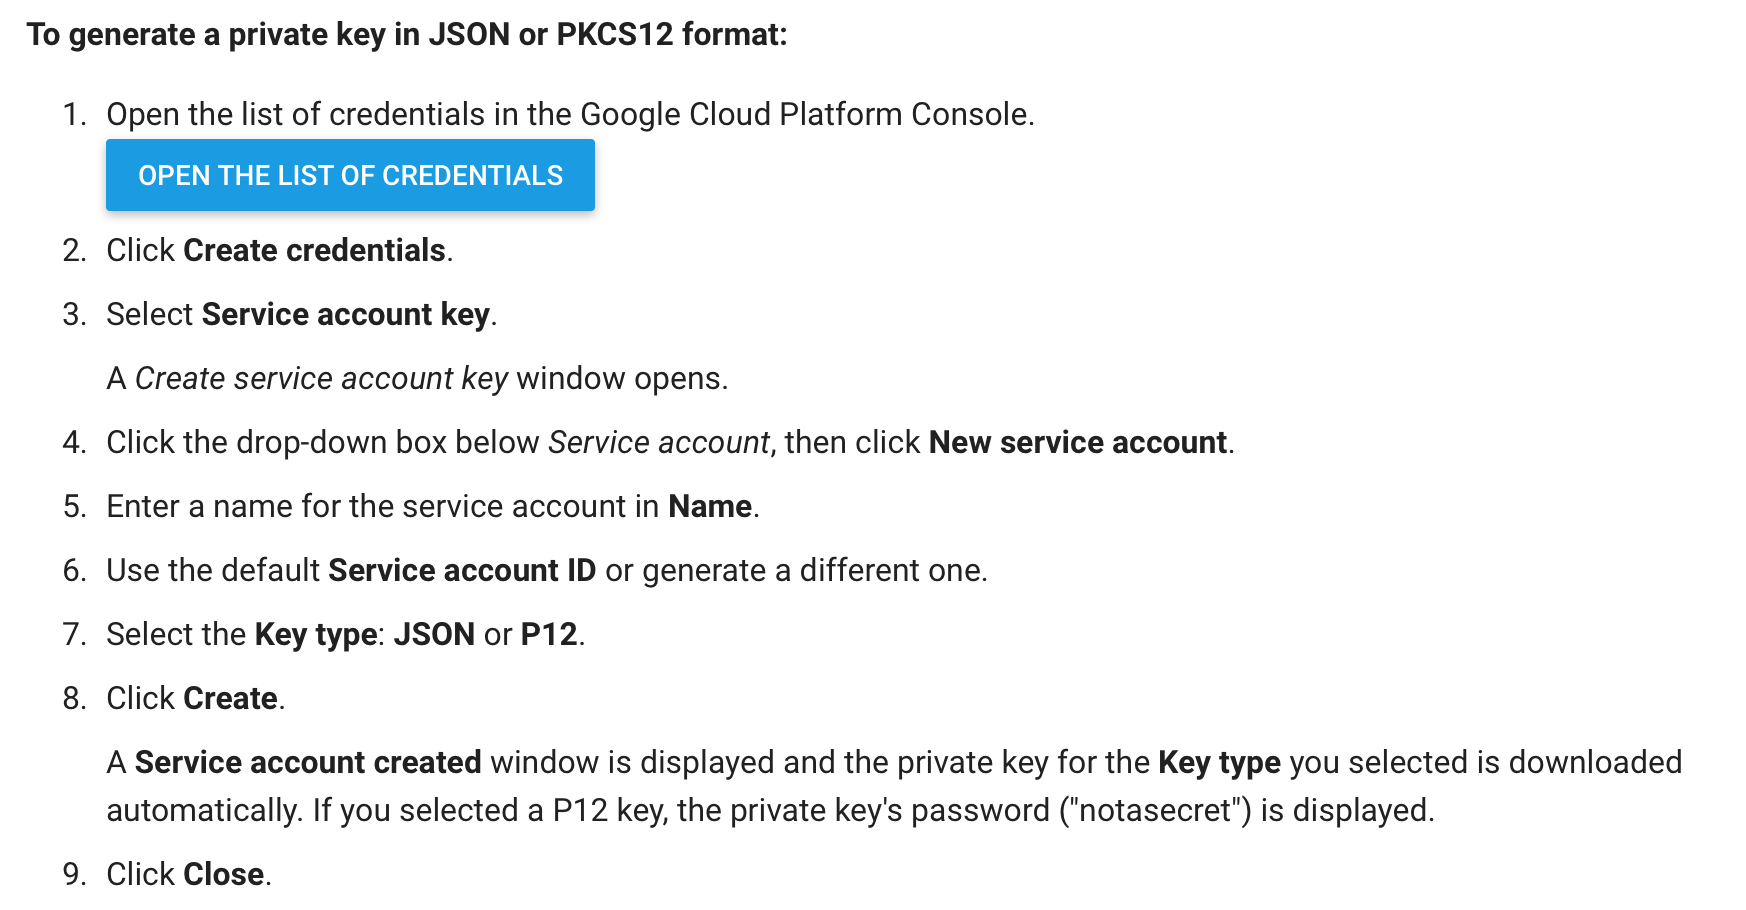 To generate a private key in JSON or PKCS12 format:
1. Open the list of credentials in the Google Cloud Platform Console.
OPEN THE LIST OF CREDENTIALS
2. Click Create credentials.
3. Select Service account key.
A Create service account key window opens.
4. Click the drop-down box below Service account, then click New service account.
5. Enter a name for the service account in Name.
6. Use the default Service account ID or generate a different one.
7. Select the Key type: JSON or P12.
8. Click Create.
A Service account created window is displayed and the private key for the Key type you selected is downloaded
automatically. If you selected a P12 key, the private key's password ("notasecret") is displayed.
9. Click Close.